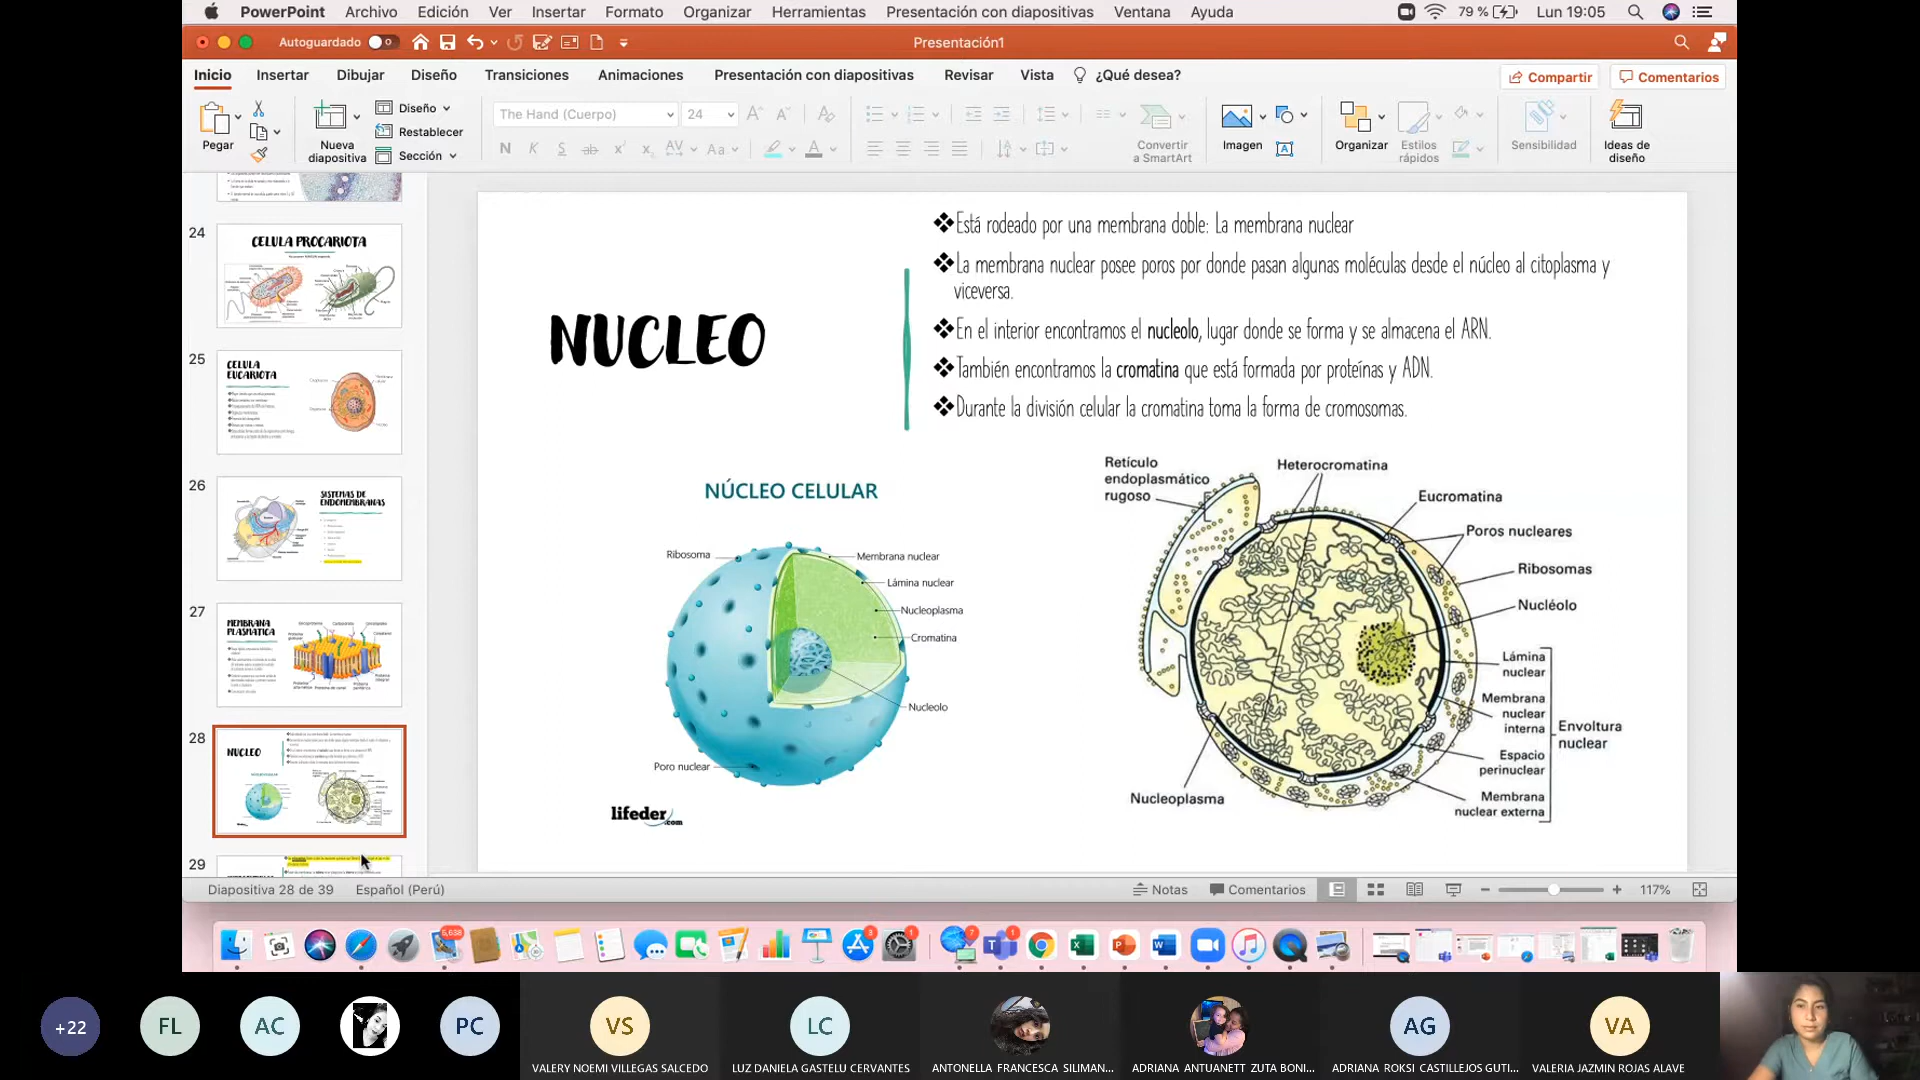 PowerPoint Archivo Edición Ver Insertar Formato Organizar Herramientas Presentación con diapositivas Ventana Ayuda 79 % Lun 19:05
Autoguardado Presentación1
Inicio Insertar Dibujar Diseño Transiciones Animaciones Presentación con diapositivas Revisar Vista ¿Qué desea? Compartir Comentarios
Pegar
Nueva diapositiva
Diseño
Restablecer
Sección
The Hand (Cuerpo) 24
N K S ab x x AV Aa A
Convertir
a SmartArt
Imagen
Organizar
Estilos
rápidos
Sensibilidad
Ideas de
diseño
24
CELULA PROCARIOTA
25
CELULA
EUCARIOTA
26
SISTEMAS DE
ENDOMEMBRANAS
27
MEMBRANA
PLASMATICA
28
NUCLEO
29
NUCLEO
Está rodeado por una membrana doble: La membrana nuclear
La membrana nuclear posee poros por donde pasan algunas moléculas desde el núcleo al citoplasma y
viceversa.
En el interior encontramos el nucleolo, lugar donde se forma y se almacena el ARN.
También encontramos la cromatina que está formada por proteínas y ADN.
Durante la división celular la cromatina toma la forma de cromosomas.
NÚCLEO CELULAR
Ribosoma
Membrana nuclear
Lámina nuclear
Nucleoplasma
Cromatina
Nucleolo
Poro nuclear
lifeder.com
Retículo
endoplasmático
rugoso
Heterocromatina
Eucromatina
Poros nucleares
Ribosomas
Nucléolo
Lámina
nuclear
Membrana
nuclear
interna
Envoltura
nuclear
Espacio
perinuclear
Membrana
nuclear externa
Nucleoplasma
Diapositiva 28 de 39 Español (Perú) Notas Comentarios 117%
5,638 3 1 7 1
+22 FL AC PC VS LC AG VA
VALERY NOEMI VILLEGAS SALCEDO LUZ DANIELA GASTELU CERVANTES ANTONELLA FRANCESCA SILIMAN... ADRIANA ANTUANETT ZUTA BONI... ADRIANA ROKSI CASTILLEJOS GUTI... VALERIA JAZMIN ROJAS ALAVE